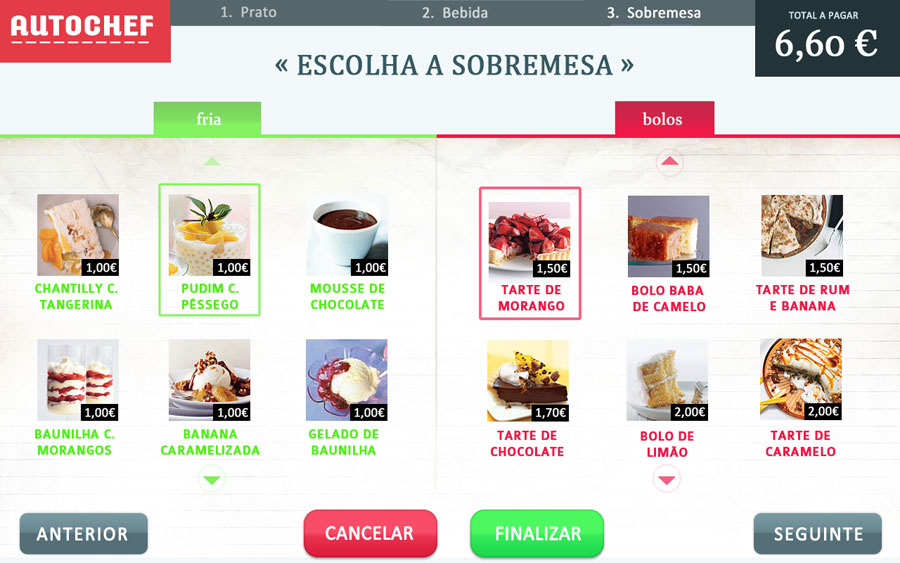 AUTOCHEF
1. Prato
2. Bebida
3. Sobremesa
TOTAL A PAGAR
6,60 €
« ESCOLHA A SOBREMESA »
fria
bolos
1,00€
1,00€
1,00€
1,50€
1,50€
1,50€
CHANTILLY C.
TANGERINA
PUDIM C.
PÊSSEGO
MOUSSE DE
CHOCOLATE
TARTE DE
MORANGO
BOLO BABA
DE CAMELO
TARTE DE RUM
E BANANA
1,00€
1,00€
1,00€
1,70€
2,00€
2,00€
BAUNILHA C.
MORANGOS
BANANA
CARAMELIZADA
GELADO DE
BAUNILHA
TARTE DE
CHOCOLATE
BOLO DE
LIMÃO
TARTE DE
CARAMELO
ANTERIOR
CANCELAR
FINALIZAR
SEGUINTE